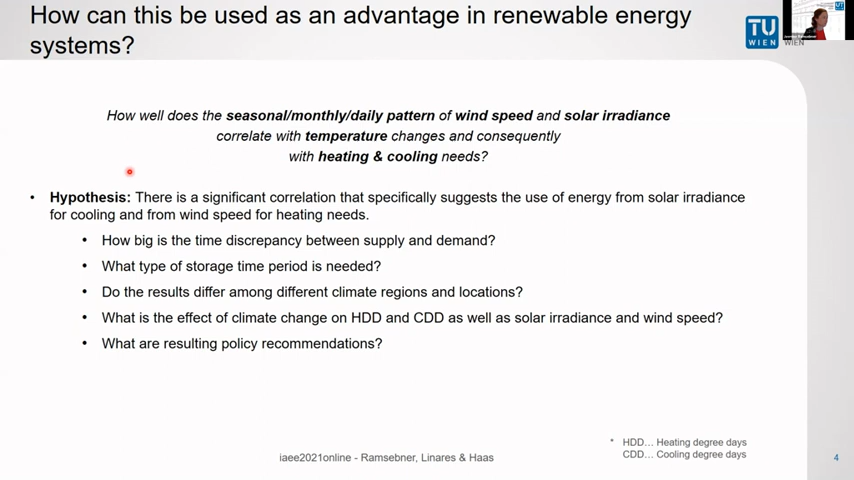 How can this be used as an advantage in renewable energy
systems?
TU
WIEN
WIEN
How well does the seasonal/monthly/daily pattern of wind speed and solar irradiance
correlate with temperature changes and consequently
with heating & cooling needs?
• Hypothesis: There is a significant correlation that specifically suggests the use of energy from solar irradiance
for cooling and from wind speed for heating needs.
• How big is the time discrepancy between supply and demand?
• What type of storage time period is needed?
• Do the results differ among different climate regions and locations?
• What is the effect of climate change on HDD and CDD as well as solar irradiance and wind speed?
• What are resulting policy recommendations?
* HDD... Heating degree days
CDD... Cooling degree days
iaee2021online - Ramsebner, Linares & Haas
4